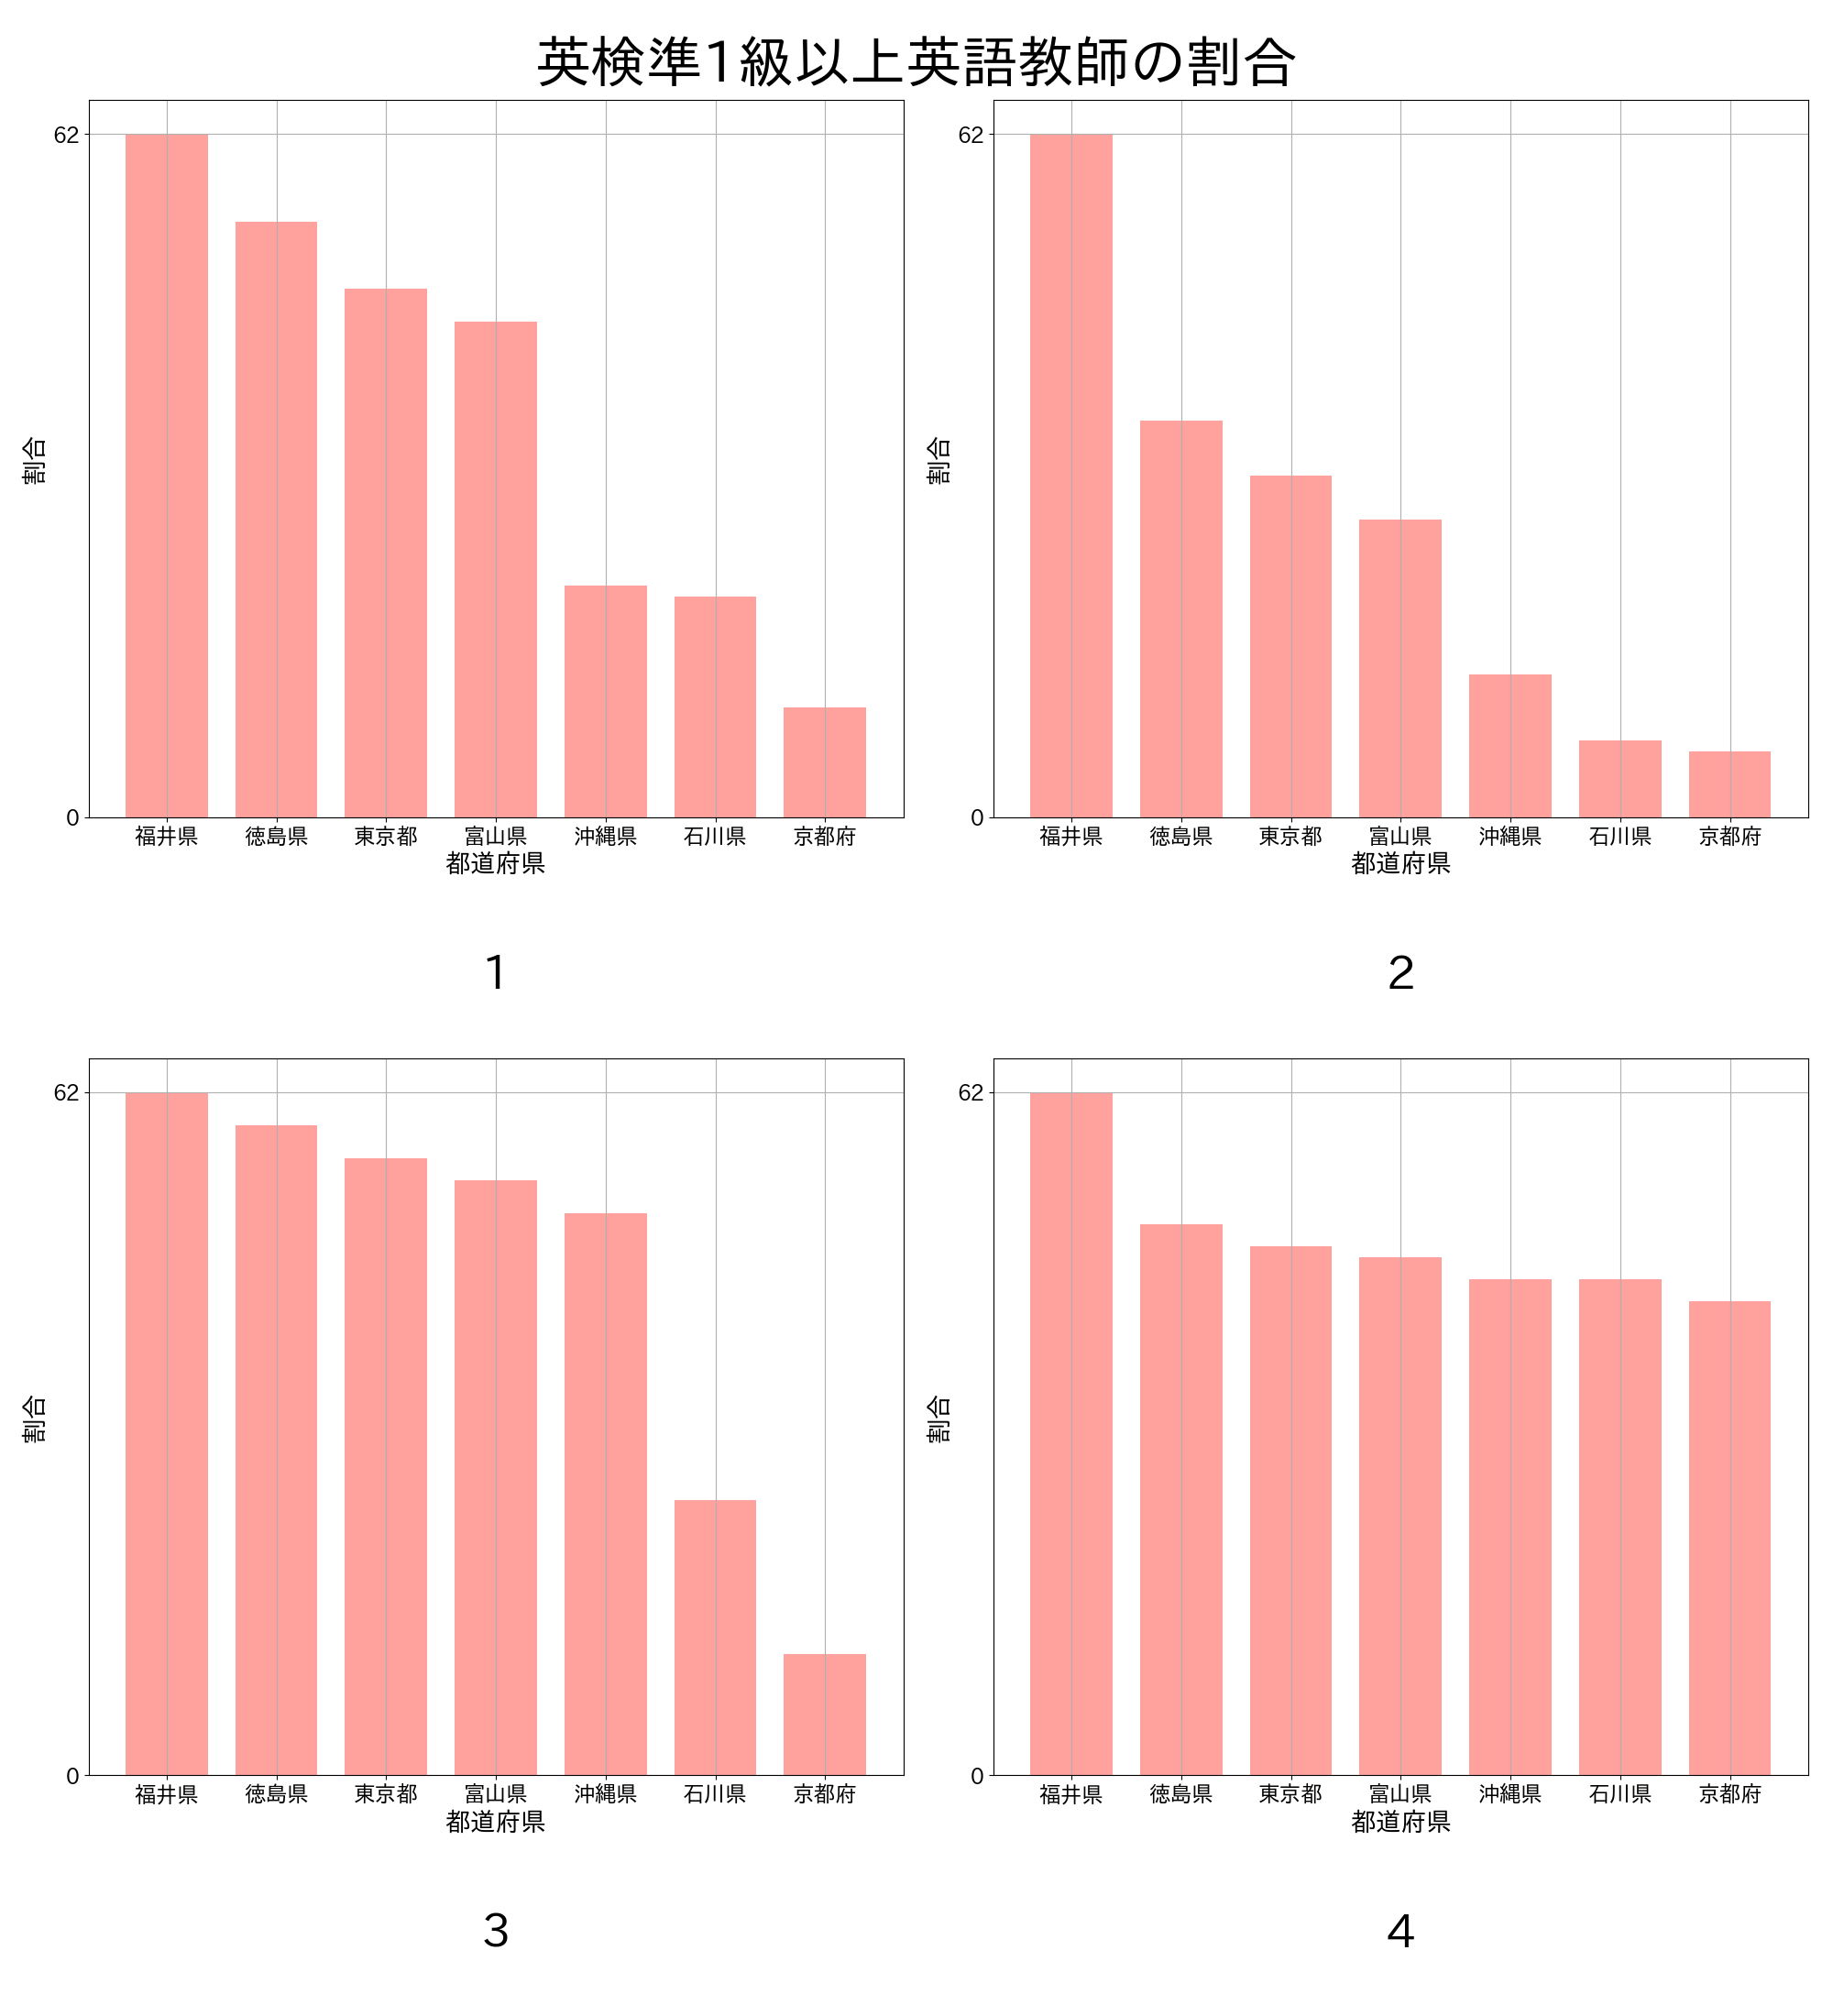 英検準1級以上英語教師の割合
62
割合
0
福井県 徳島県 東京都 富山県 沖縄県 石川県 京都府
都道府県
1
62
割合
0
福井県 徳島県 東京都 富山県 沖縄県 石川県 京都府
都道府県
2
62
割合
0
福井県 徳島県 東京都 富山県 沖縄県 石川県 京都府
都道府県
3
62
割合
0
福井県 徳島県 東京都 富山県 沖縄県 石川県 京都府
都道府県
4